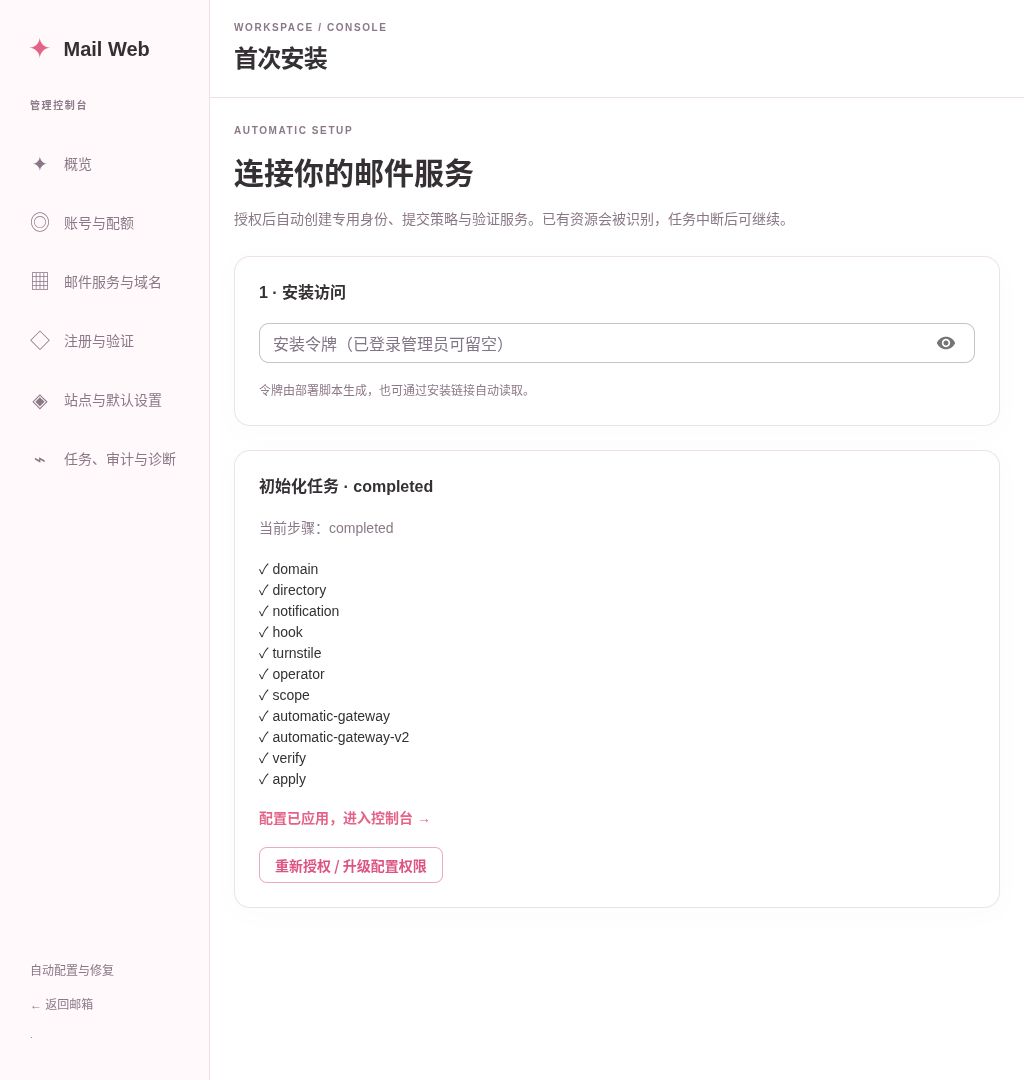 Mail Web
管理控制台
概览
账号与配额
邮件服务与域名
注册与验证
站点与默认设置
任务、审计与诊断
自动配置与修复
← 返回邮箱
WORKSPACE / CONSOLE
首次安装
AUTOMATIC SETUP
连接你的邮件服务
授权后自动创建专用身份、提交策略与验证服务。已有资源会被识别，任务中断后可继续。
1 · 安装访问
安装令牌（已登录管理员可留空）
令牌由部署脚本生成，也可通过安装链接自动读取。
初始化任务 · completed
当前步骤：completed
✓ domain
✓ directory
✓ notification
✓ hook
✓ turnstile
✓ operator
✓ scope
✓ automatic-gateway
✓ automatic-gateway-v2
✓ verify
✓ apply
配置已应用，进入控制台 →
重新授权 / 升级配置权限